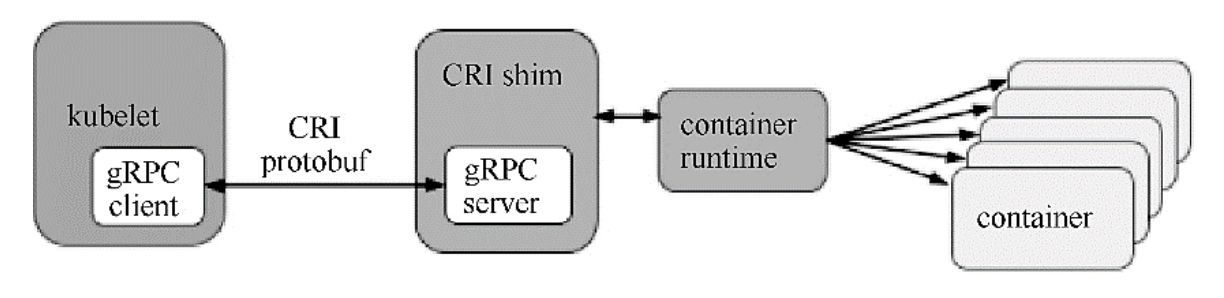 kubelet
gRPC
client
CRI
protobuf
CRI shim
gRPC
server
container
runtime
container